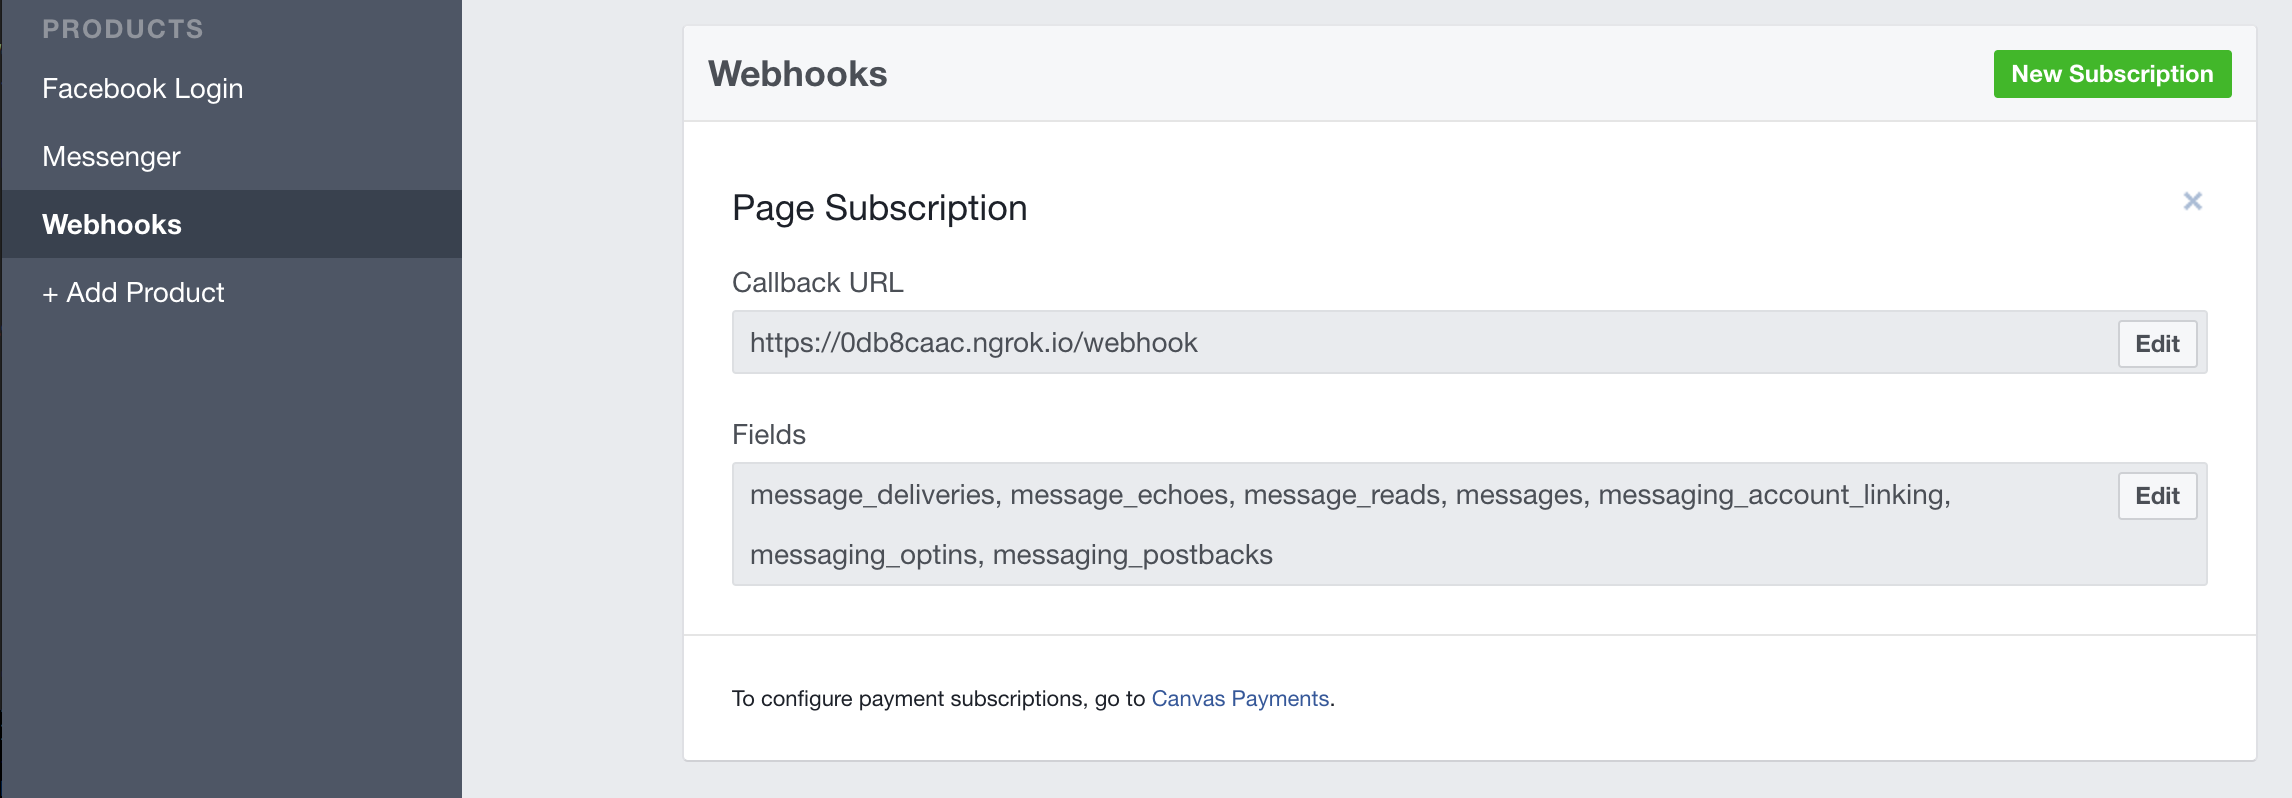 PRODUCTS
Facebook Login
Messenger
Webhooks
+ Add Product
Webhooks
New Subscription
Page Subscription
×
Callback URL
https://0db8caac.ngrok.io/webhook
Edit
Fields
message_deliveries, message_echoes, message_reads, messages, messaging_account_linking,
messaging_optins, messaging_postbacks
Edit
To configure payment subscriptions, go to Canvas Payments.